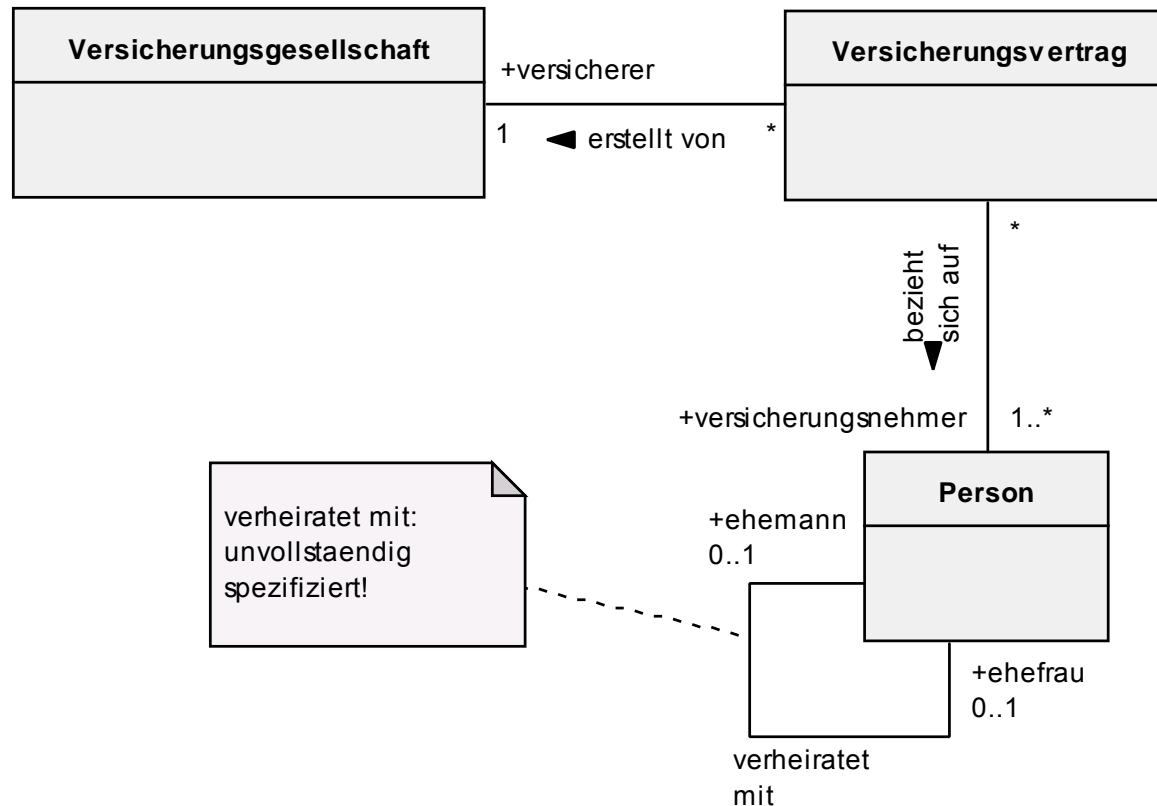 Versicherungsgesellschaft
Versicherungsvertrag
+versicherer
1
erstellt von
*
*
bezieht
sich auf
+versicherungsnehmer
1..*
Person
+ehemann
0..1
verheiratet mit:
unvollstaendig
spezifiziert!
+ehefrau
0..1
verheiratet
mit